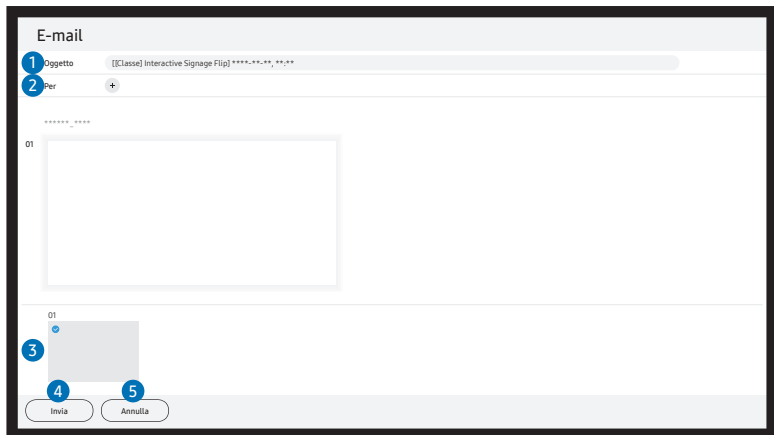 E-mail
1 Oggetto [[Classe] Interactive Signage Flip] ****-**-**, **:**
2 Per +
******_****
01
01
3
4 5
Invia Annulla